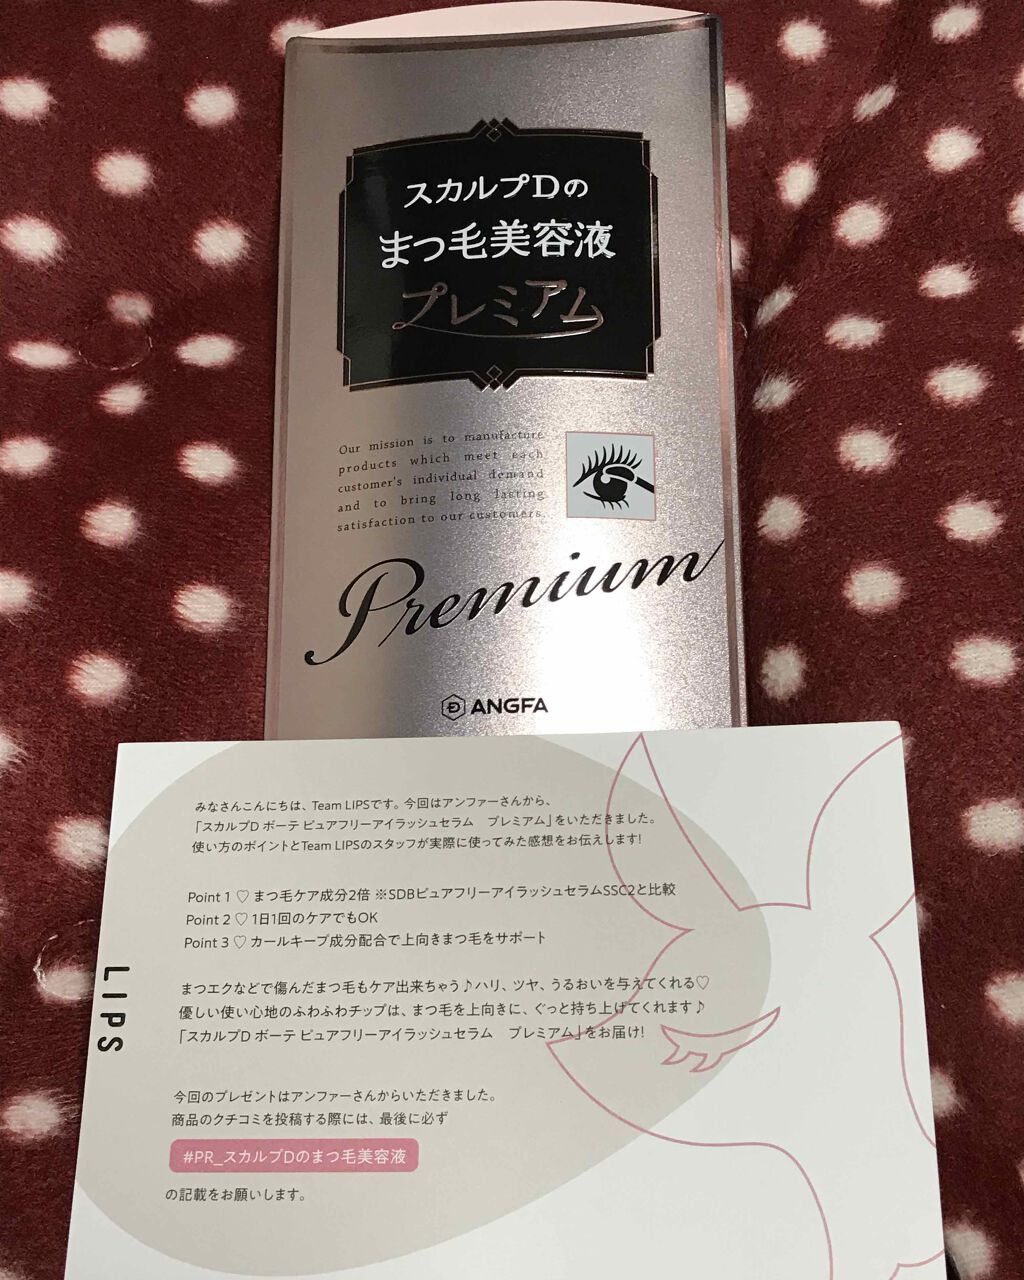 スカルプDの
まつ毛美容液
プレミアム
Our mission is to manufacture
products which meet each
customer's individual demand
and to bring long lasting
satisfaction to our customers.
Premium
ANGFA
みなさんこんにちは、Team LIPSです。今回はアンファーさんから、
「スカルプD ボーテ ピュアフリーアイラッシュセラム　プレミアム」をいただきました。
使い方のポイントとTeam LIPSのスタッフが実際に使ってみた感想をお伝えします!
Point 1 ♡ まつ毛ケア成分2倍 ※SDBピュアフリーアイラッシュセラムSSC2と比較
Point 2 ♡ 1日1回のケアでもOK
Point 3 ♡ カールキープ成分配合で上向きまつ毛をサポート
まつエクなどで傷んだまつ毛もケア出来ちゃう♪ハリ、ツヤ、うるおいを与えてくれる♡
優しい使い心地のふわふわチップは、まつ毛を上向きに、ぐっと持ち上げてくれます♪
「スカルプD ボーテ ピュアフリーアイラッシュセラム　プレミアム」をお届け!
今回のプレゼントはアンファーさんからいただきました。
商品のクチコミを投稿する際には、最後に必ず
#PR_スカルプDのまつ毛美容液
の記載をお願いします。
LIPS